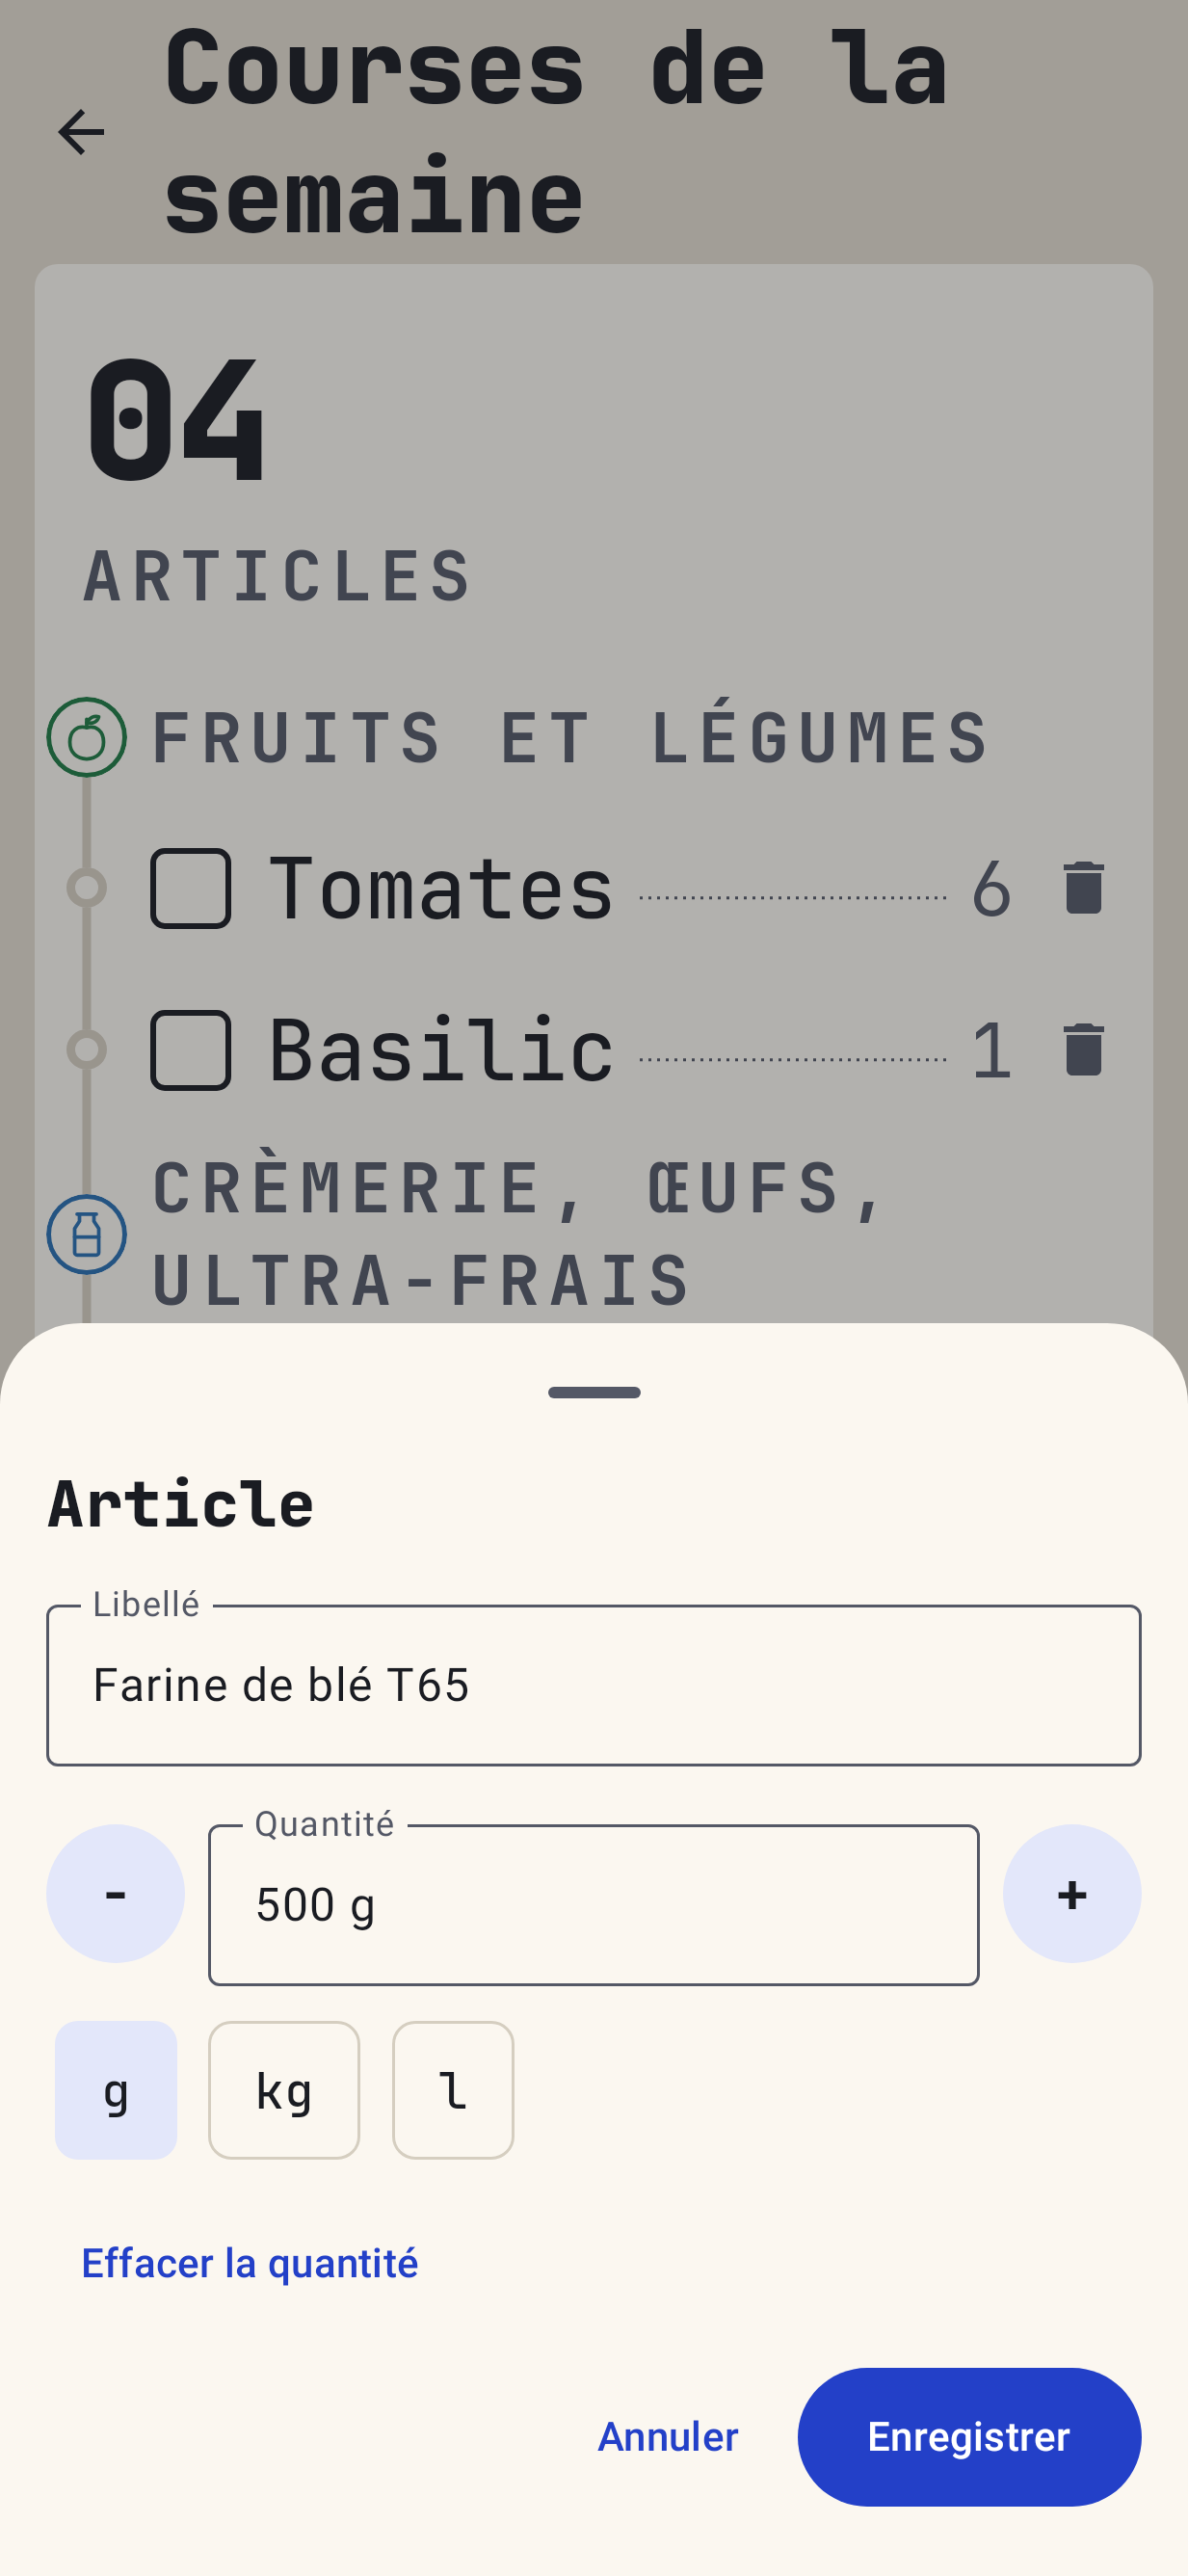 Courses de la
semaine
04
ARTICLES
FRUITS ET LÉGUMES
Tomates 6
Basilic 1
CRÈMERIE, ŒUFS,
ULTRA-FRAIS
Article
Libellé
Farine de blé T65
Quantité
- 500 g +
g kg l
Effacer la quantité
Annuler Enregistrer